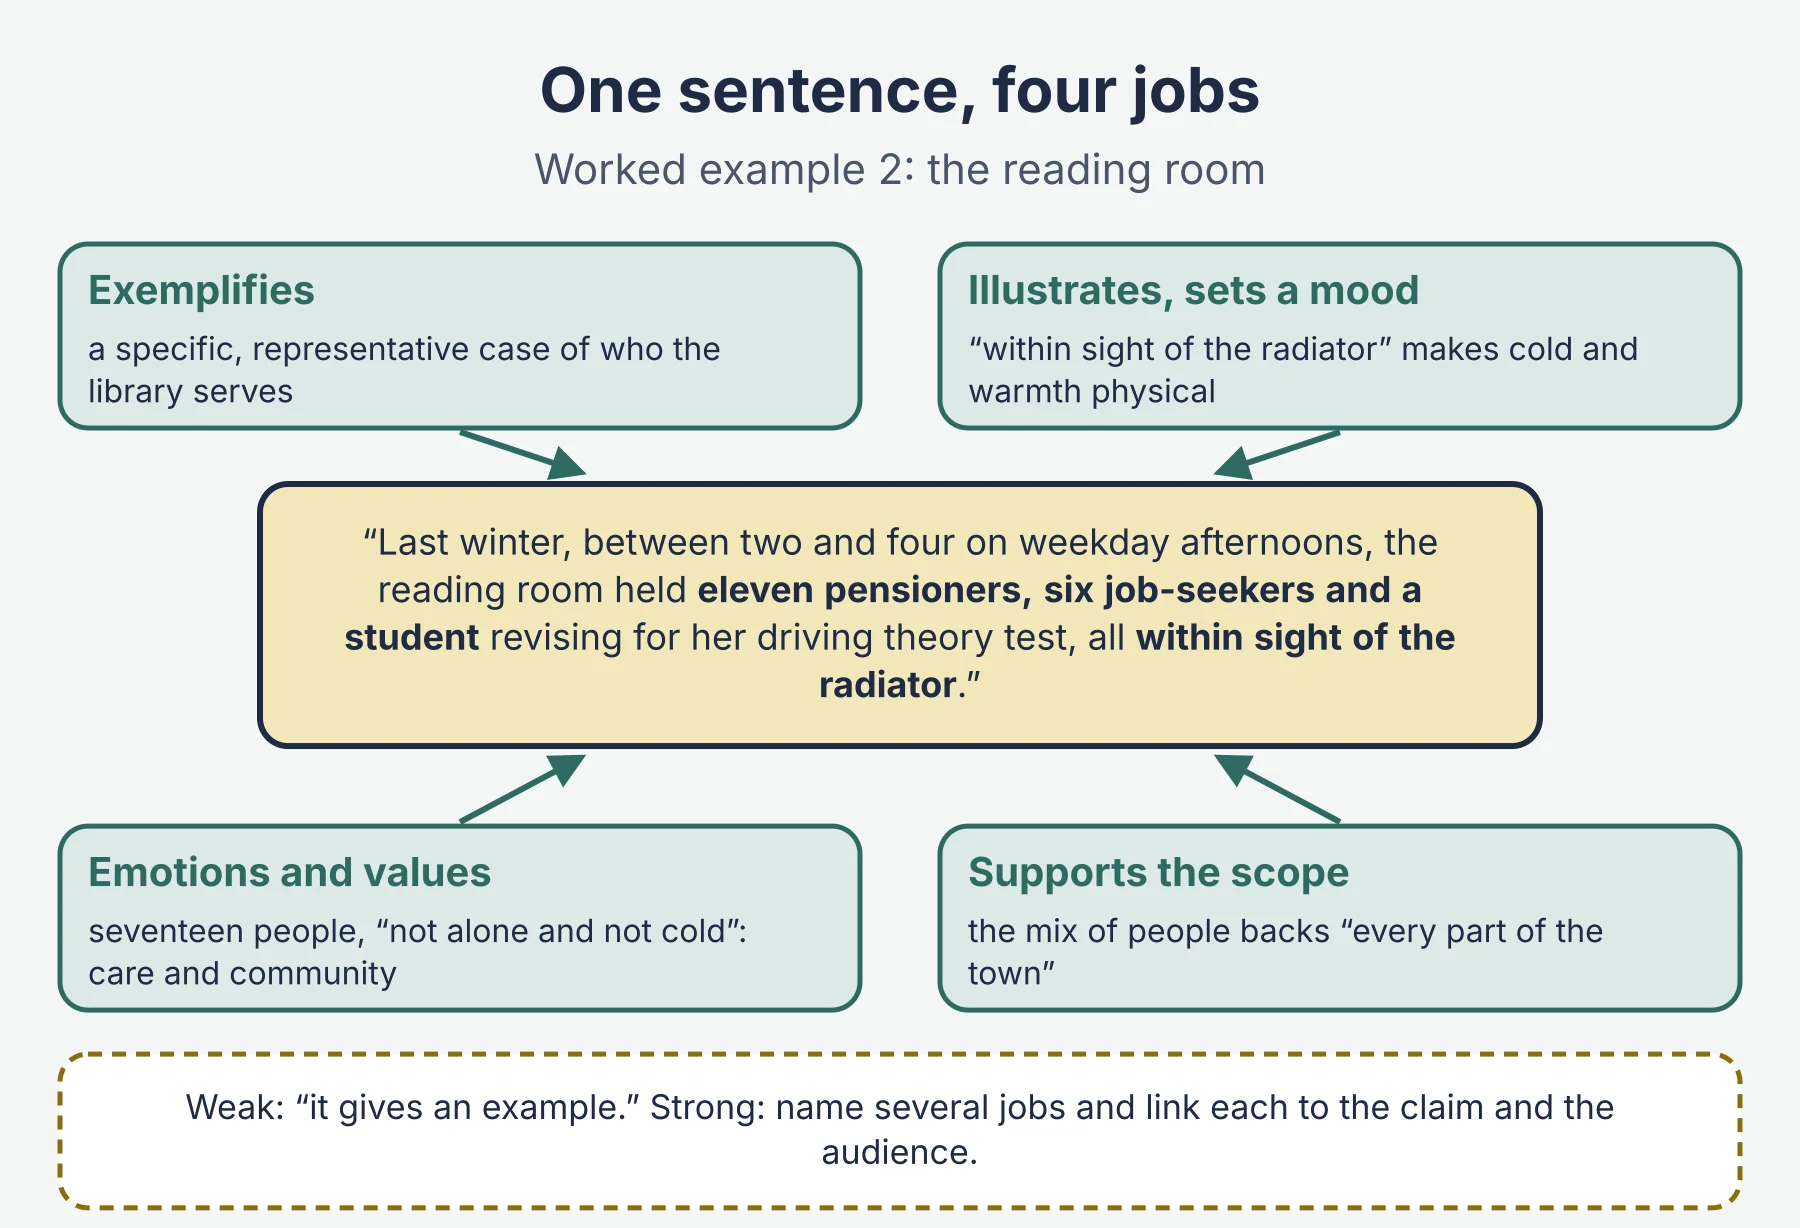 One sentence, four jobs
Worked example 2: the reading room
Exemplifies
a specific, representative case of who the
library serves
Illustrates, sets a mood
“within sight of the radiator” makes cold and
warmth physical
“Last winter, between two and four on weekday afternoons, the
reading room held eleven pensioners, six job-seekers and a
student revising for her driving theory test, all within sight of the
radiator.”
Emotions and values
seventeen people, “not alone and not cold”:
care and community
Supports the scope
the mix of people backs “every part of the
town”
Weak: “it gives an example.” Strong: name several jobs and link each to the claim and the
audience.